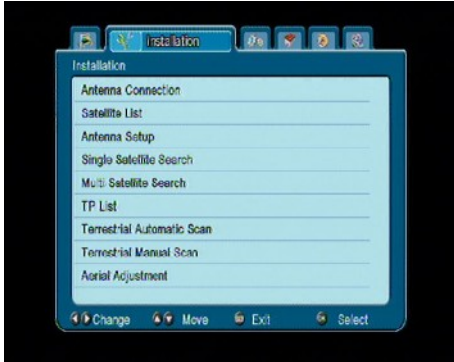 Installation
Installation
Antenna Connection
Satellite List
Antenna Setup
Single Satellite Search
Multi Satellite Search
TP List
Terrestrial Automatic Scan
Terrestrial Manual Scan
Aerial Adjustment
Change Move Exit Select